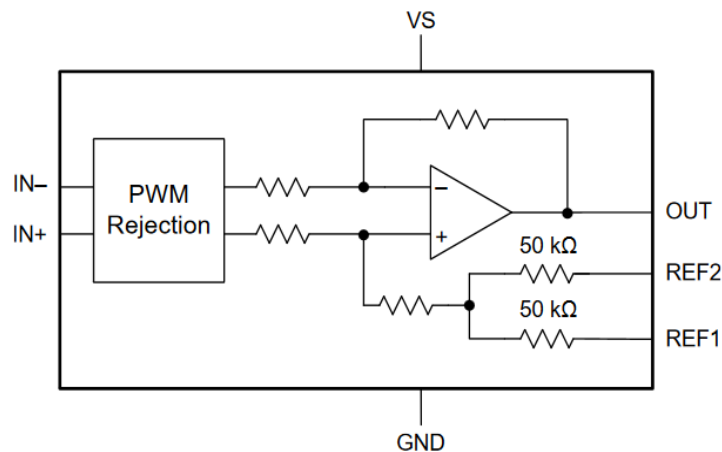 VS
IN–
IN+
PWM
Rejection
–
+
OUT
50 kΩ
REF2
50 kΩ
REF1
GND